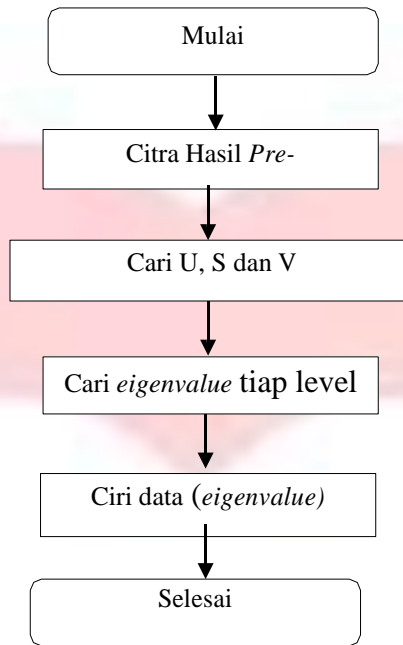 Mulai
Citra Hasil Pre-
Cari U, S dan V
Cari eigenvalue tiap level
Ciri data (eigenvalue)
Selesai